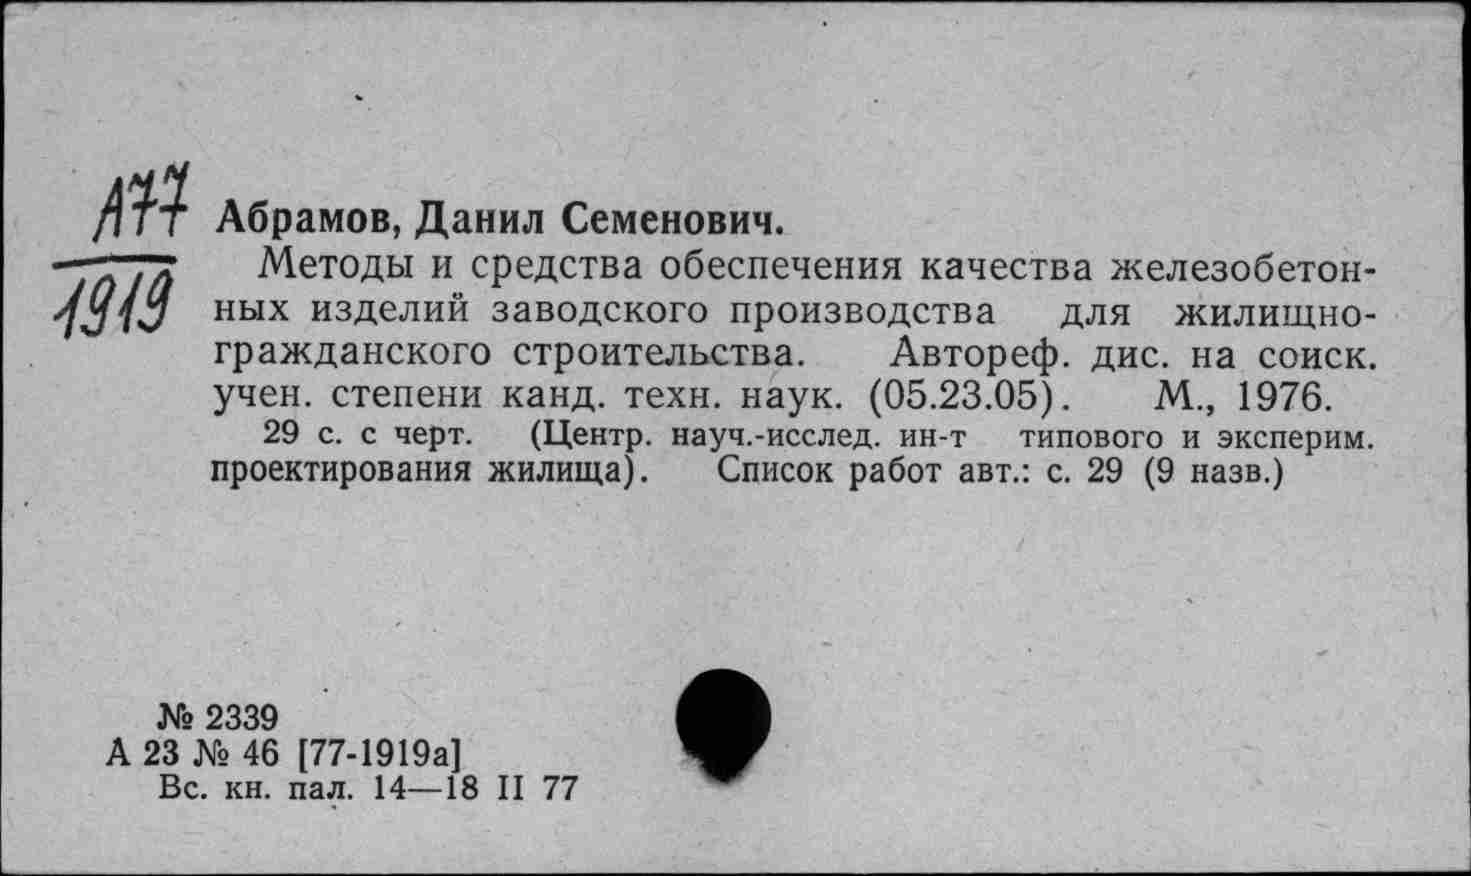 А77
1919
Абрамов, Данил Семенович.
Методы и средства обеспечения качества железобетон-
ных изделий заводского производства для жилищно-
гражданского строительства. Автореф. дис. на соиск.
учен. степени канд. техн. наук. (05.23.05). М., 1976.
29 с. с черт. (Центр. науч.-исслед. ин-т типового и эксперим.
проектирования жилища). Список работ авт.: с. 29 (9 назв.)
№ 2339
А 23 № 46 [77-1919а]
Вс. кн. пал. 14—18 II 77